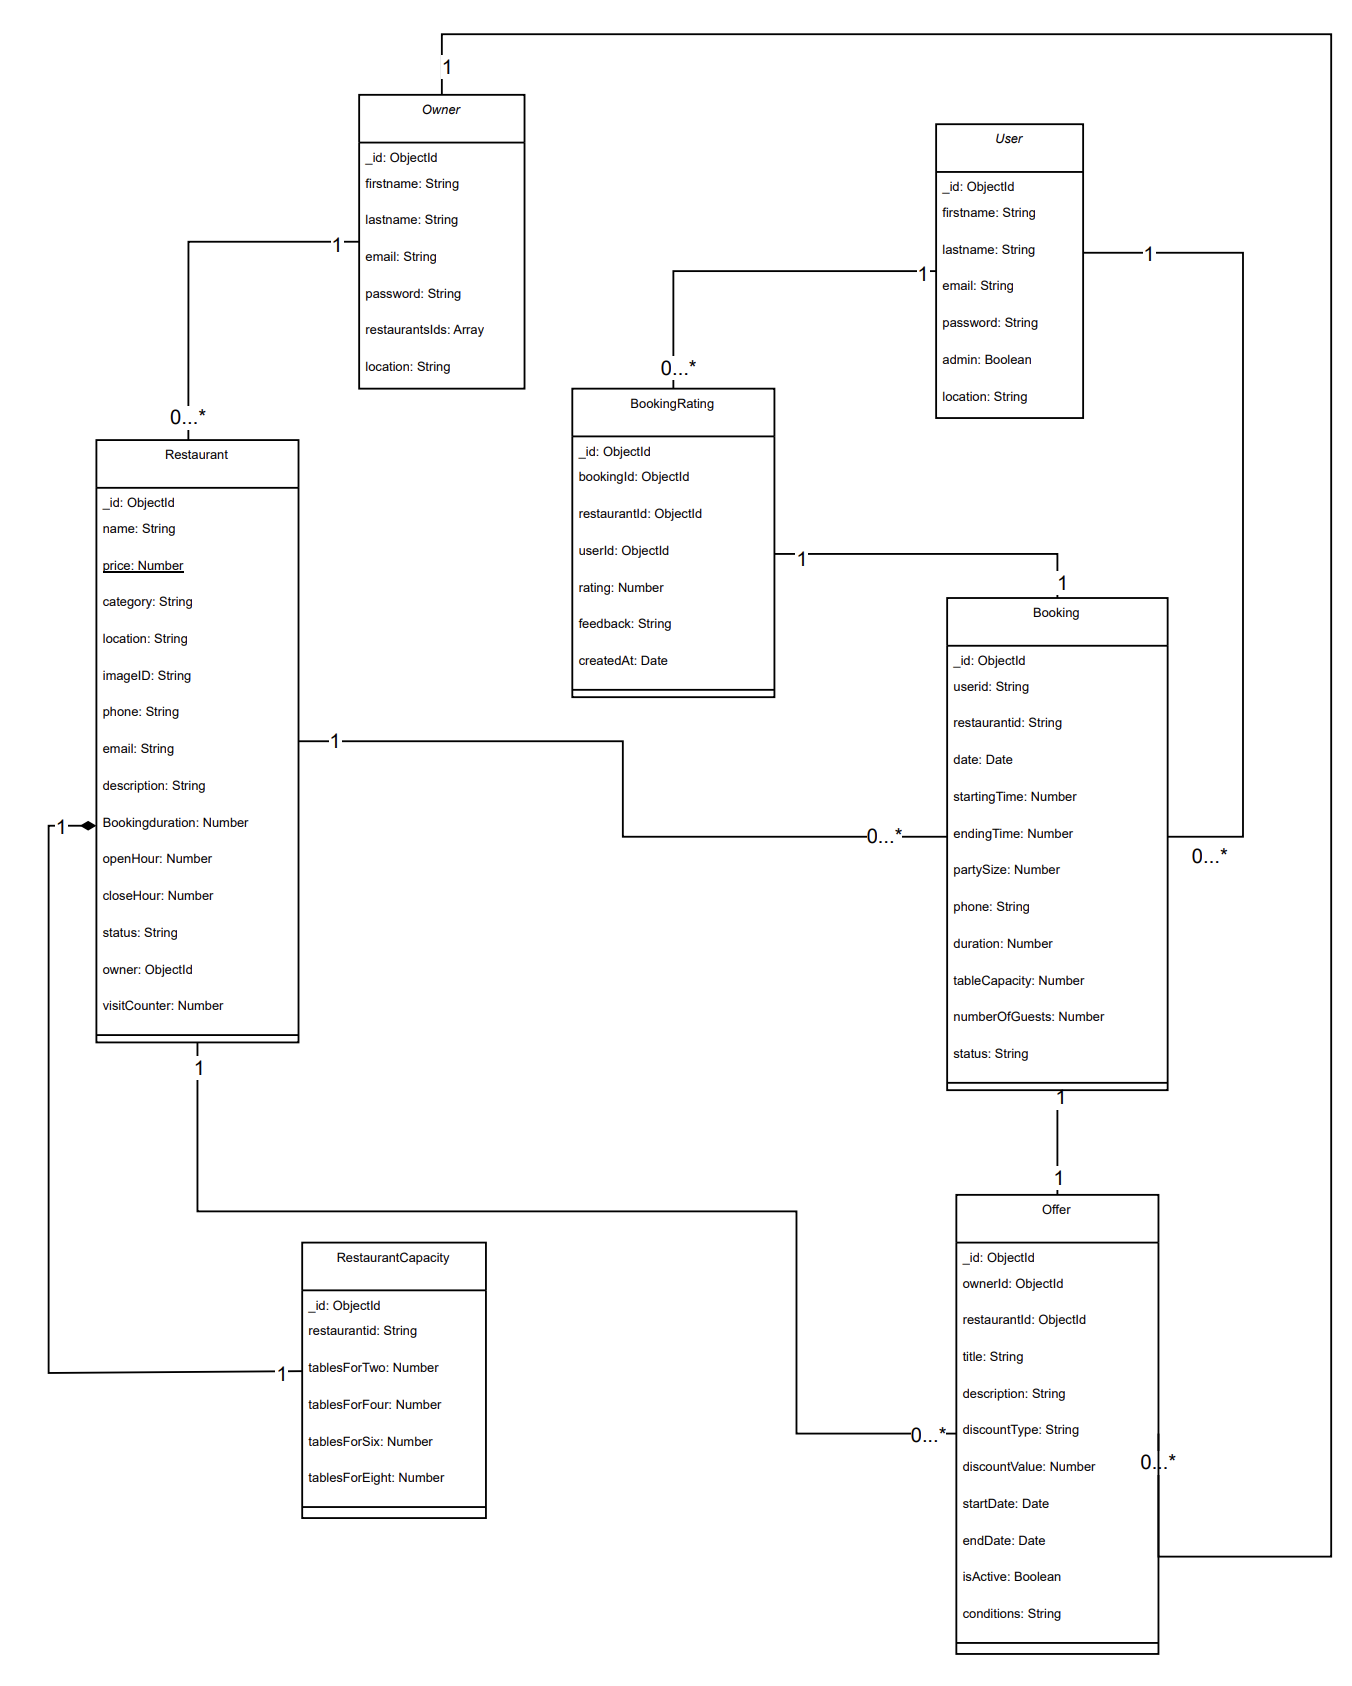 1
Owner
_id: ObjectId
firstname: String
lastname: String
email: String
password: String
restaurantsIds: Array
location: String
1
0...*
User
_id: ObjectId
firstname: String
lastname: String
email: String
password: String
admin: Boolean
location: String
1
1
0...*
BookingRating
_id: ObjectId
bookingId: ObjectId
restaurantId: ObjectId
userId: ObjectId
rating: Number
feedback: String
createdAt: Date
1
1
Restaurant
_id: ObjectId
name: String
price: Number
category: String
location: String
imageID: String
phone: String
email: String
description: String
Bookingduration: Number
openHour: Number
closeHour: Number
status: String
owner: ObjectId
visitCounter: Number
1
0...*
1
1
Booking
_id: ObjectId
userid: String
restaurantid: String
date: Date
startingTime: Number
endingTime: Number
partySize: Number
phone: String
duration: Number
tableCapacity: Number
numberOfGuests: Number
status: String
0...*
1
1
RestaurantCapacity
_id: ObjectId
restaurantid: String
tablesForTwo: Number
tablesForFour: Number
tablesForSix: Number
tablesForEight: Number
1
Offer
_id: ObjectId
ownerId: ObjectId
restaurantId: ObjectId
title: String
description: String
discountType: String
discountValue: Number
startDate: Date
endDate: Date
isActive: Boolean
conditions: String
0...*
0...*